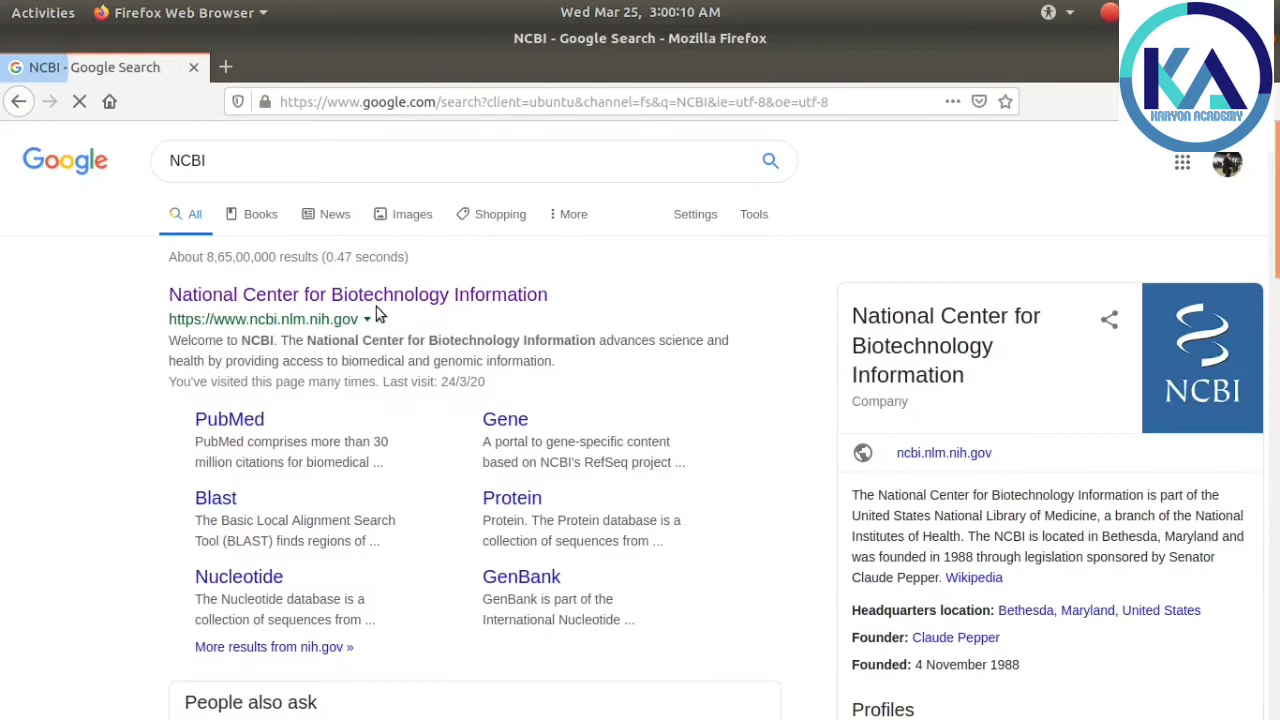 Activities Firefox Web Browser Wed Mar 25, 3:00:10 AM
NCBI - Google Search - Mozilla Firefox
NCBI - Google Search
https://www.google.com/search?client=ubuntu&channel=fs&q=NCBI&ie=utf-8&oe=utf-8
KA
KARYON ACADEMY
Google
NCBI
All Books News Images Shopping More Settings Tools
About 8,65,00,000 results (0.47 seconds)
National Center for Biotechnology Information
https://www.ncbi.nlm.nih.gov
Welcome to NCBI. The National Center for Biotechnology Information advances science and
health by providing access to biomedical and genomic information.
You've visited this page many times. Last visit: 24/3/20
PubMed
PubMed comprises more than 30
million citations for biomedical ...
Gene
A portal to gene-specific content
based on NCBI's RefSeq project ...
Blast
The Basic Local Alignment Search
Tool (BLAST) finds regions of ...
Protein
Protein. The Protein database is a
collection of sequences from ...
Nucleotide
The Nucleotide database is a
collection of sequences from ...
GenBank
GenBank is part of the
International Nucleotide ...
More results from nih.gov »
People also ask
National Center for
Biotechnology
Information
Company
NCBI
ncbi.nlm.nih.gov
The National Center for Biotechnology Information is part of the
United States National Library of Medicine, a branch of the National
Institutes of Health. The NCBI is located in Bethesda, Maryland and
was founded in 1988 through legislation sponsored by Senator
Claude Pepper. Wikipedia
Headquarters location: Bethesda, Maryland, United States
Founder: Claude Pepper
Founded: 4 November 1988
Profiles